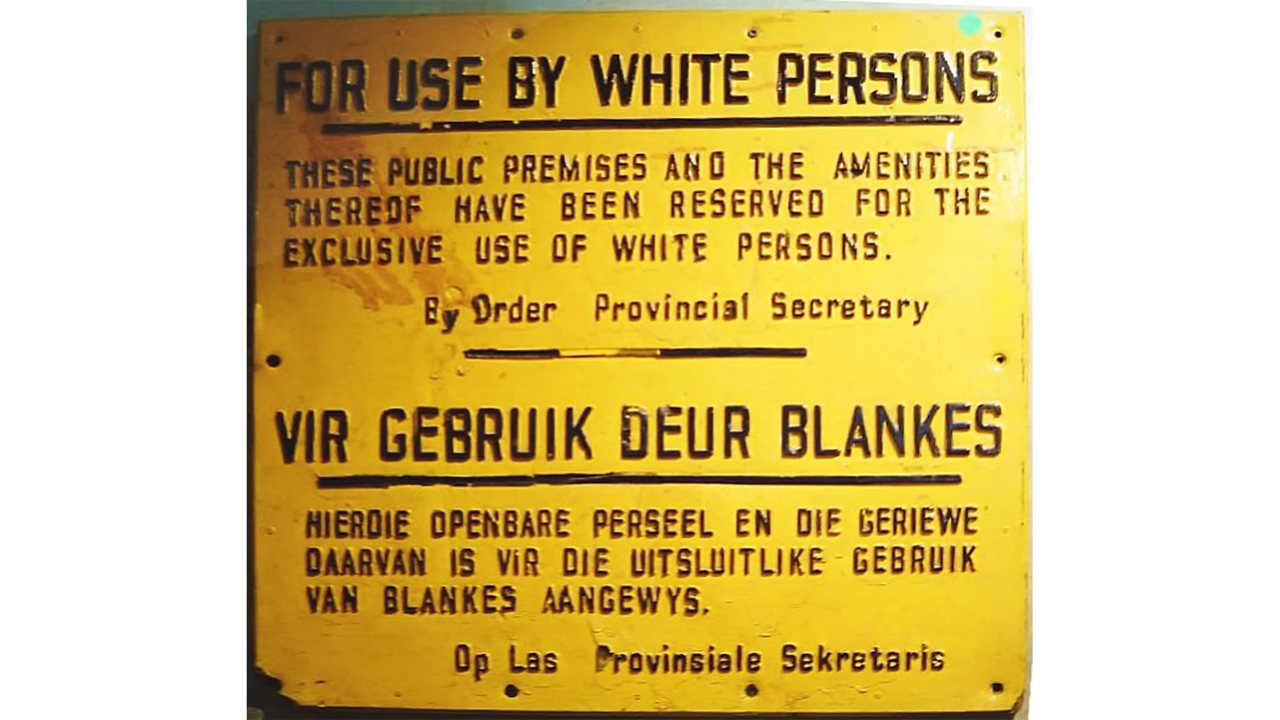 FOR USE BY WHITE PERSONS
THESE PUBLIC PREMISES AND THE AMENITIES
THEREOF HAVE BEEN RESERVED FOR THE
EXCLUSIVE USE OF WHITE PERSONS.
By Order Provincial Secretary
VIR GEBRUIK DEUR BLANKES
HIERDIE OPENBARE PERSEEL EN DIE GERIEWE
DAARVAN IS VIR DIE UITSLUITLIKE GEBRUIK
VAN BLANKES AANGEWYS.
Op Las Provinsiale Sekretaris